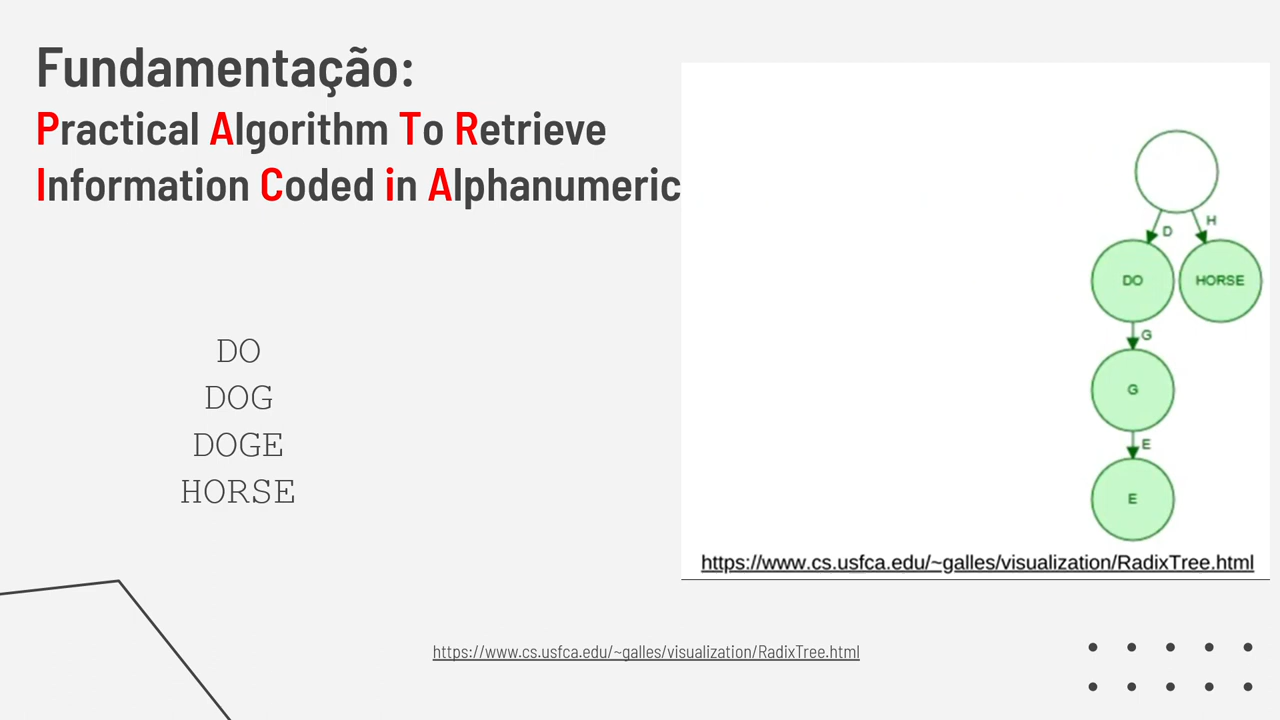 Fundamentação:
Practical Algorithm To Retrieve
Information Coded in Alphanumeric
DO
DOG
DOGE
HORSE
D
H
DO
HORSE
G
G
E
E
https://www.cs.usfca.edu/~galles/visualization/RadixTree.html
https://www.cs.usfca.edu/~galles/visualization/RadixTree.html